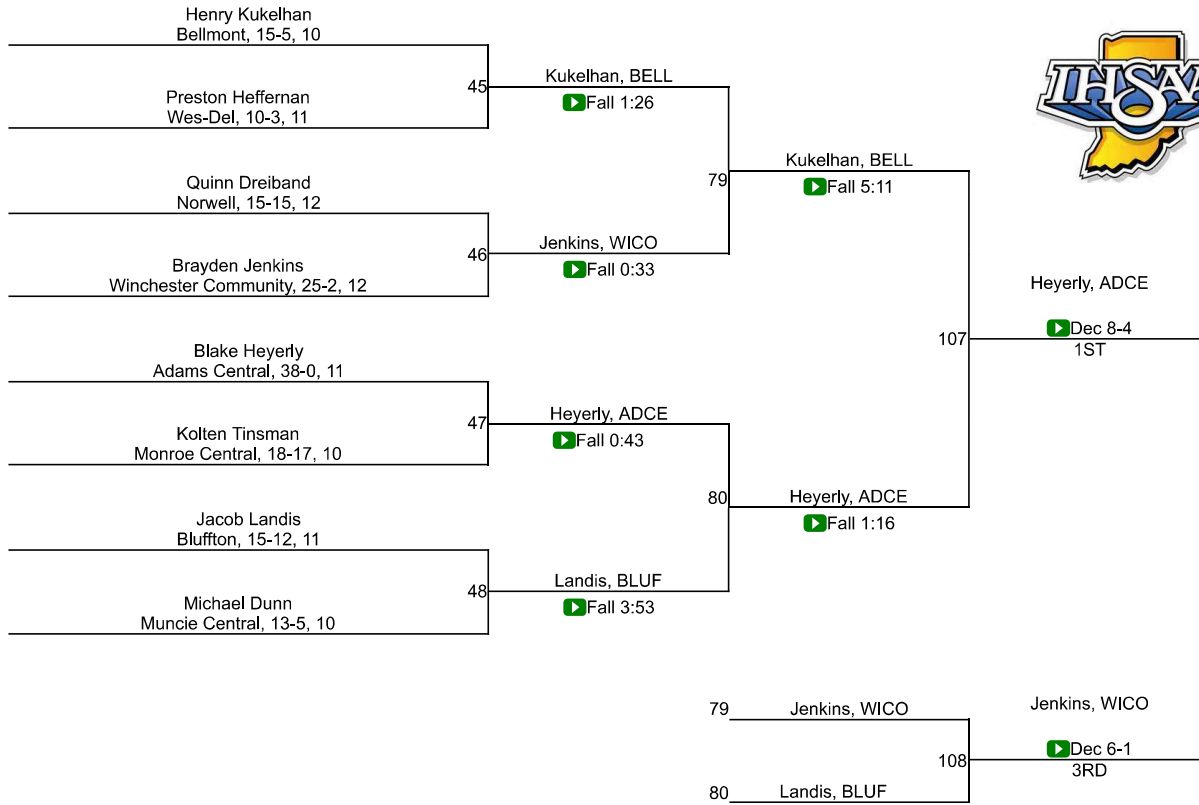 Henry Kukelhan
Bellmont, 15-5, 10
45
Kukelhan, BELL
Fall 1:26
Preston Heffernan
Wes-Del, 10-3, 11
IHSAA
79
Kukelhan, BELL
Fall 5:11
Quinn Dreiband
Norwell, 15-15, 12
46
Jenkins, WICO
Fall 0:33
Brayden Jenkins
Winchester Community, 25-2, 12
107
Heyerly, ADCE
Dec 8-4
1ST
Blake Heyerly
Adams Central, 38-0, 11
47
Heyerly, ADCE
Fall 0:43
Kolten Tinsman
Monroe Central, 18-17, 10
80
Heyerly, ADCE
Fall 1:16
Jacob Landis
Bluffton, 15-12, 11
48
Landis, BLUF
Fall 3:53
Michael Dunn
Muncie Central, 13-5, 10
79
Jenkins, WICO
108
Jenkins, WICO
Dec 6-1
3RD
80
Landis, BLUF